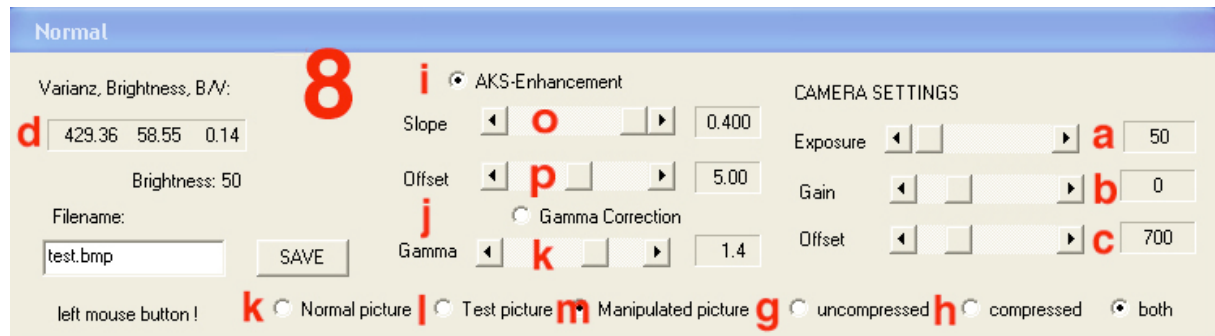 Normal
8
Varianz, Brightness, B/V:
d 429.36 58.55 0.14
Brightness: 50
Filename:
test.bmp SAVE
left mouse button !
i AKS-Enhancement
Slope o 0.400
Offset p 5.00
j Gamma Correction
Gamma k 1.4
CAMERA SETTINGS
Exposure a 50
Gain b 0
Offset c 700
k Normal picture l Test picture m Manipulated picture g uncompressed h compressed both